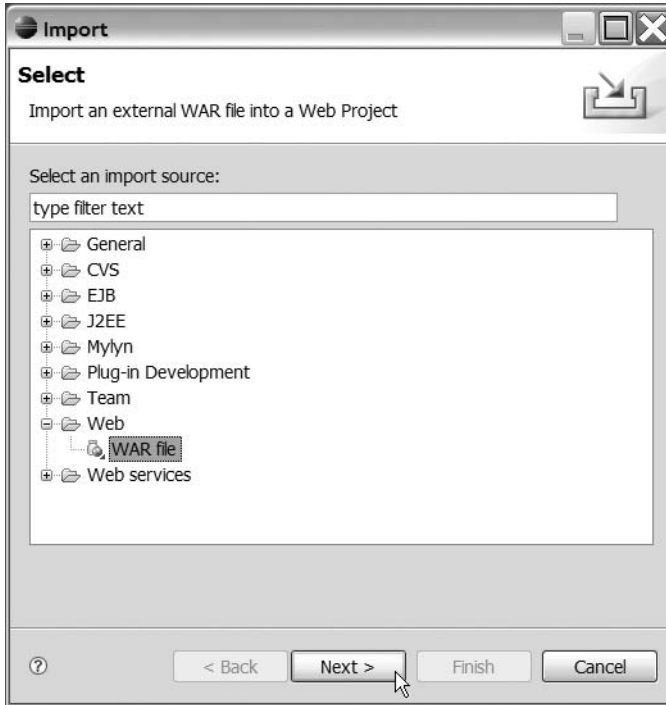 Import
Select
Import an external WAR file into a Web Project
Select an import source:
type filter text
General
CVS
EJB
J2EE
Mylyn
Plug-in Development
Team
Web
WAR file
Web services
?
< Back Next > Finish Cancel